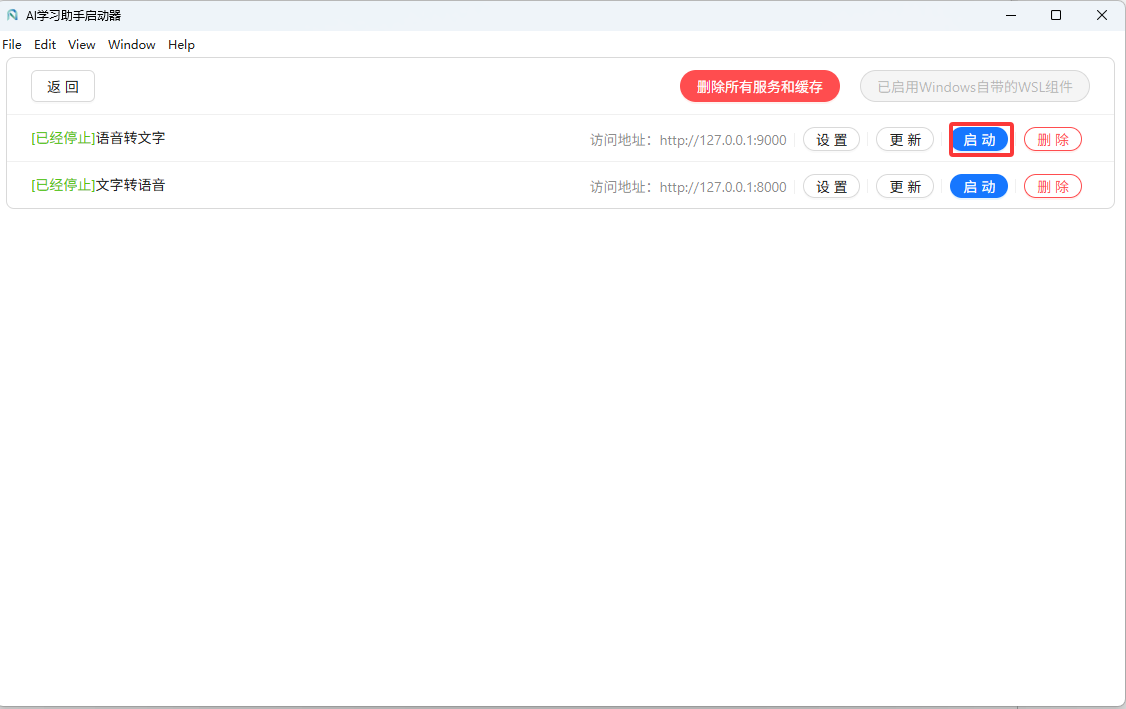 AI学习助手启动器
File Edit View Window Help
返 回 删除所有服务和缓存 已启用Windows自带的WSL组件
[已经停止]语音转文字 访问地址：http://127.0.0.1:9000 设 置 更 新 启 动 删 除
[已经停止]文字转语音 访问地址：http://127.0.0.1:8000 设 置 更 新 启 动 删 除